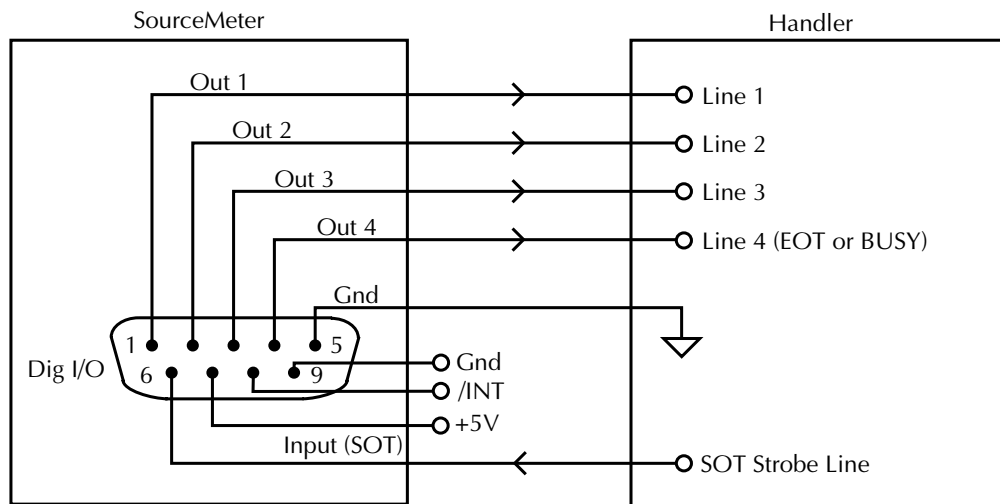 SourceMeter
Handler
Out 1
Line 1
Out 2
Line 2
Out 3
Line 3
Out 4
Line 4 (EOT or BUSY)
Gnd
1
5
Dig I/O
6
9
Gnd
/INT
+5V
Input (SOT)
SOT Strobe Line